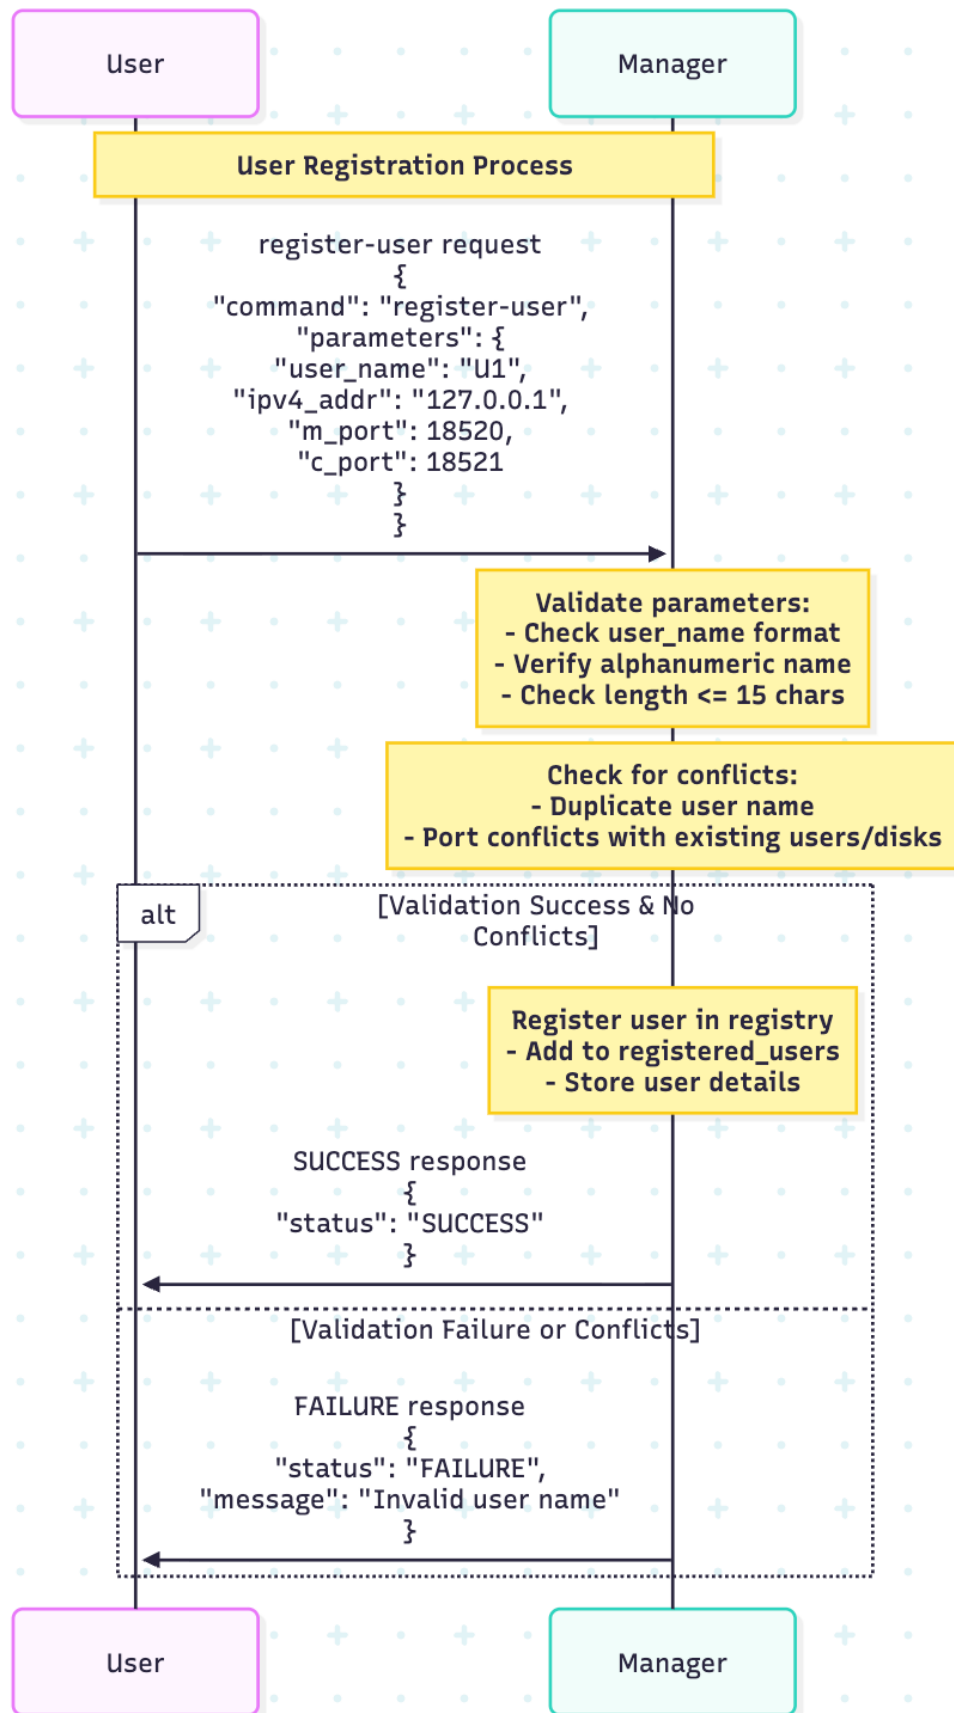 User
Manager
User Registration Process
register-user request
{
"command": "register-user",
"parameters": {
"user_name": "U1",
"ipv4_addr": "127.0.0.1",
"m_port": 18520,
"c_port": 18521
}
}
Validate parameters:
- Check user_name format
- Verify alphanumeric name
- Check length <= 15 chars
Check for conflicts:
- Duplicate user name
- Port conflicts with existing users/disks
alt
[Validation Success & No
Conflicts]
Register user in registry
- Add to registered_users
- Store user details
SUCCESS response
{
"status": "SUCCESS"
}
[Validation Failure or Conflicts]
FAILURE response
{
"status": "FAILURE",
"message": "Invalid user name"
}
User
Manager